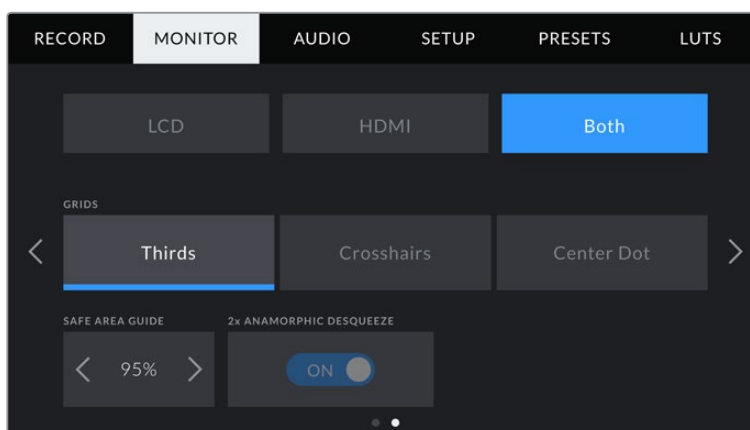 RECORD MONITOR AUDIO SETUP PRESETS LUTS
LCD HDMI Both
GRIDS
Thirds Crosshairs Center Dot
SAFE AREA GUIDE 2x ANAMORPHIC DESQUEEZE
95% ON